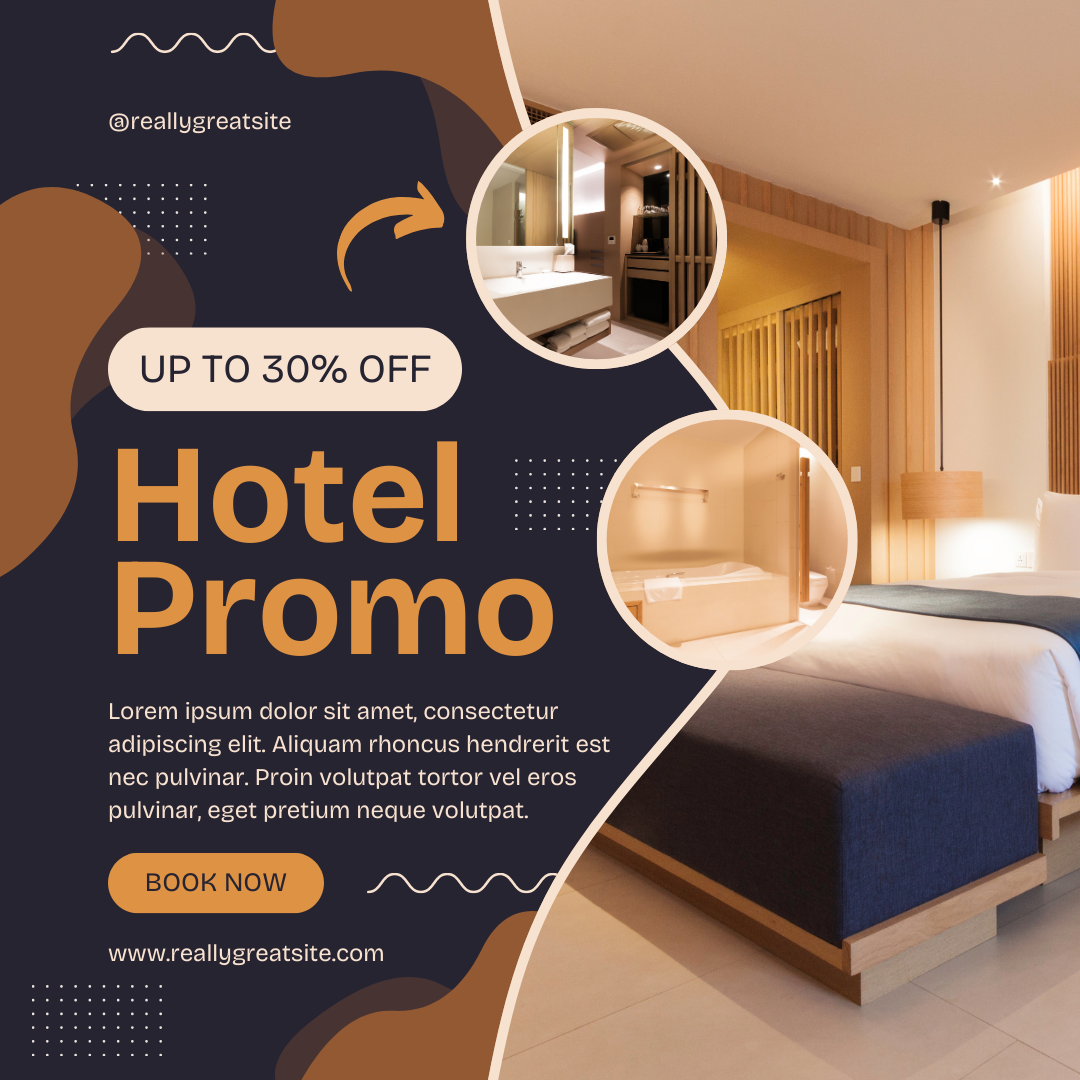 @reallygreatsite
UP TO 30% OFF
Hotel
Promo
Lorem ipsum dolor sit amet, consectetur
adipiscing elit. Aliquam rhoncus hendrerit est
nec pulvinar. Proin volutpat tortor vel eros
pulvinar, eget pretium neque volutpat.
BOOK NOW
www.reallygreatsite.com